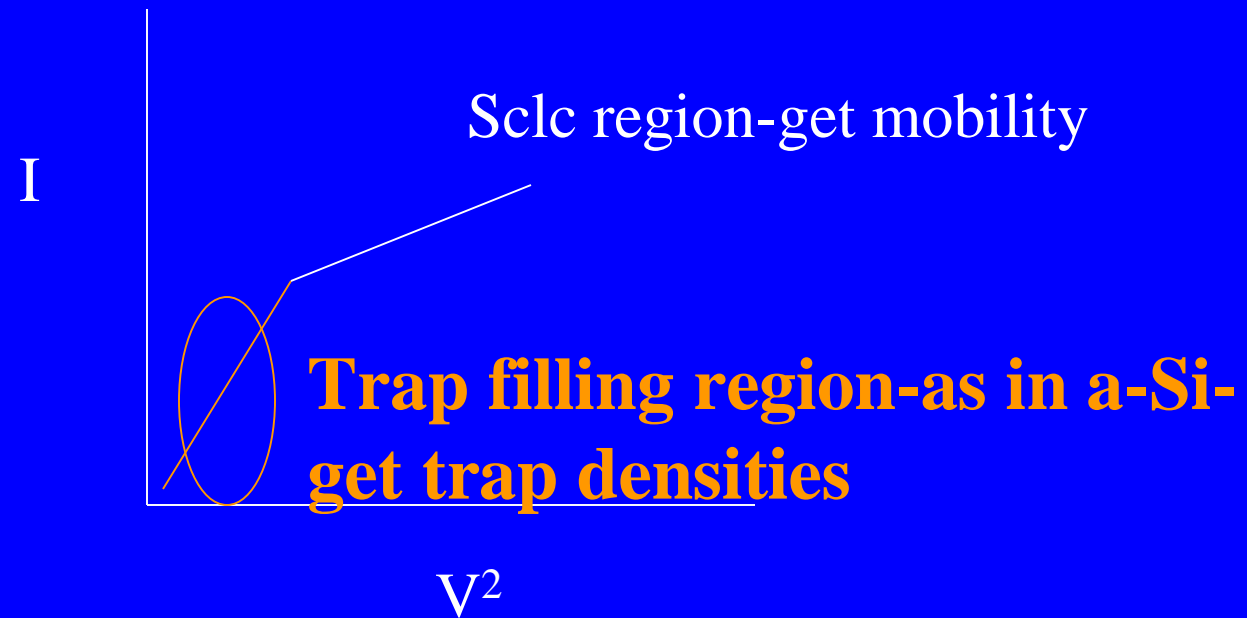 Sclc region-get mobility
I
Trap filling region-as in a-Si-
get trap densities
V²